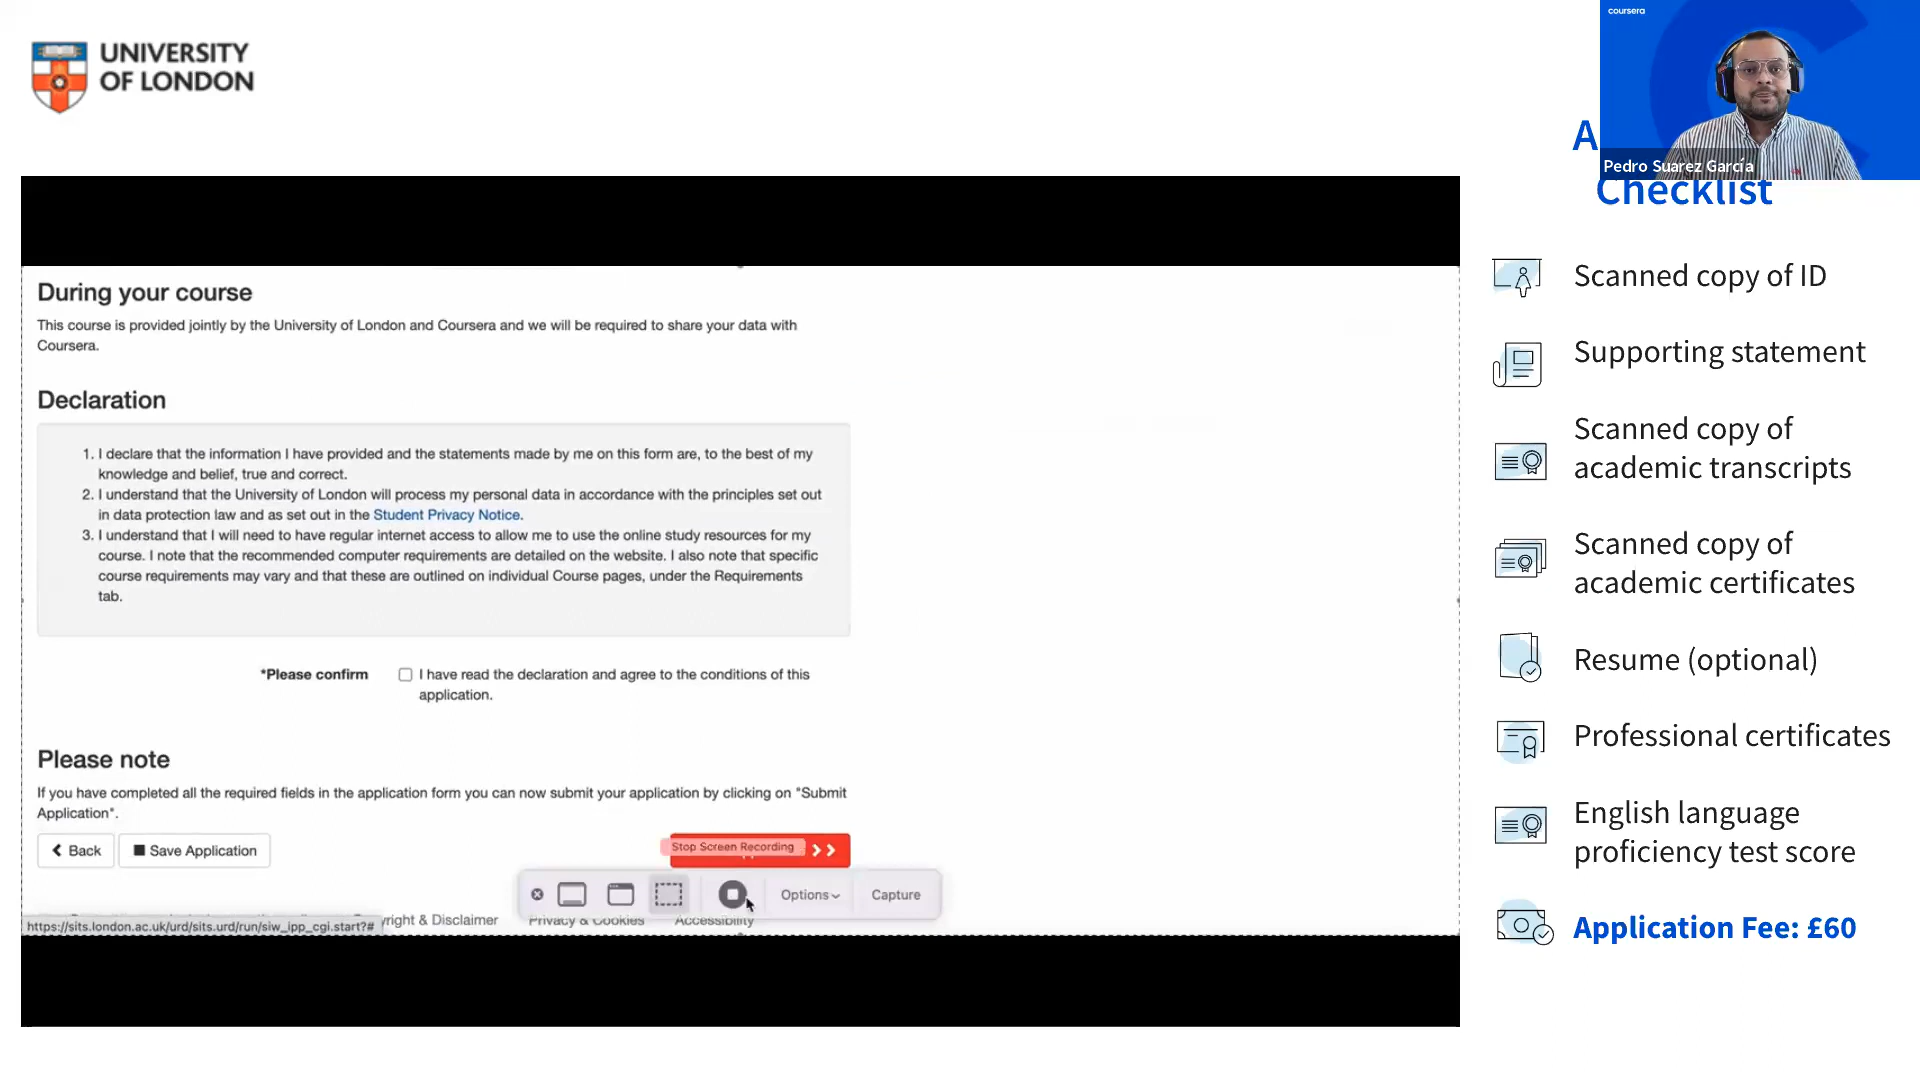 UNIVERSITY
OF LONDON
coursera
Pedro Suarez García
A
Checklist
During your course
This course is provided jointly by the University of London and Coursera and we will be required to share your data with
Coursera.
Declaration
1. I declare that the information I have provided and the statements made by me on this form are, to the best of my
knowledge and belief, true and correct.
2. I understand that the University of London will process my personal data in accordance with the principles set out
in data protection law and as set out in the Student Privacy Notice.
3. I understand that I will need to have regular internet access to allow me to use the online study resources for my
course. I note that the recommended computer requirements are detailed on the website. I also note that specific
course requirements may vary and that these are outlined on individual Course pages, under the Requirements
tab.
*Please confirm
I have read the declaration and agree to the conditions of this
application.
Please note
If you have completed all the required fields in the application form you can now submit your application by clicking on "Submit
Application".
Back
Save Application
Stop Screen Recording
Options
Capture
https://sits.london.ac.uk/urd/sits.urd/run/siw_ipp_cgi.start?#
right & Disclaimer
Privacy & Cookies
Accessibility
Scanned copy of ID
Supporting statement
Scanned copy of
academic transcripts
Scanned copy of
academic certificates
Resume (optional)
Professional certificates
English language
proficiency test score
Application Fee: £60